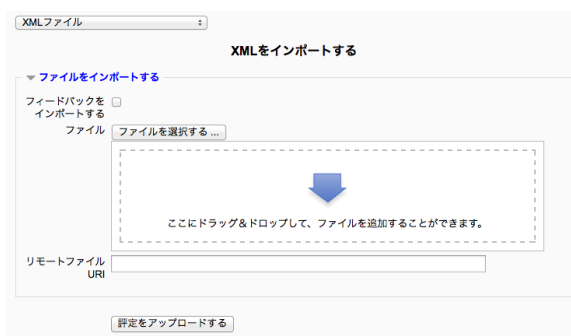 XMLファイル
XMLをインポートする
ファイルをインポートする
フィードバックを
インポートする
ファイル ファイルを選択する ...
ここにドラッグ＆ドロップして、ファイルを追加することができます。
リモートファイル
URI
評定をアップロードする